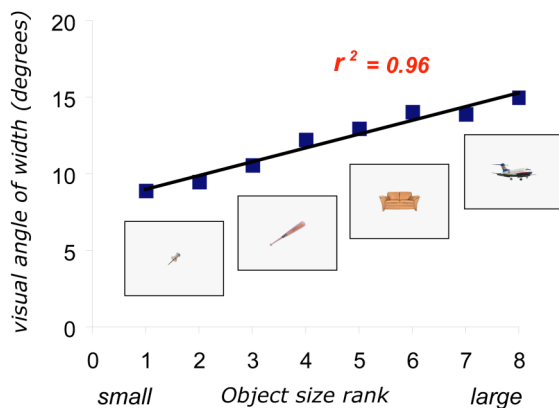 20
15
10
5
0
visual angle of width (degrees)
r² = 0.96
0 1 2 3 4 5 6 7 8
small Object size rank large